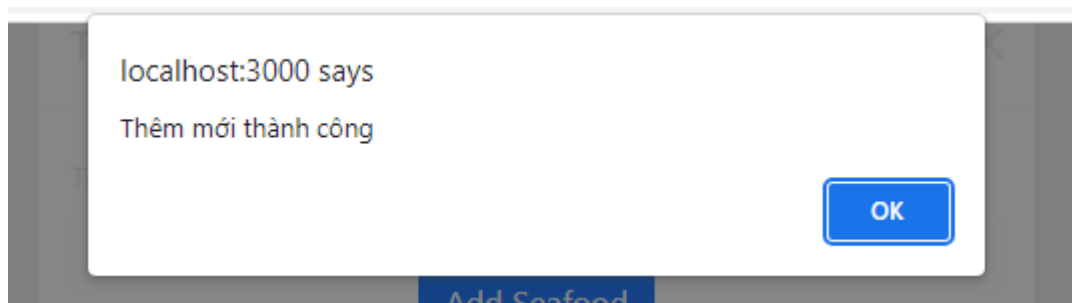 localhost:3000 says
Thêm mới thành công
OK
Add Seafood